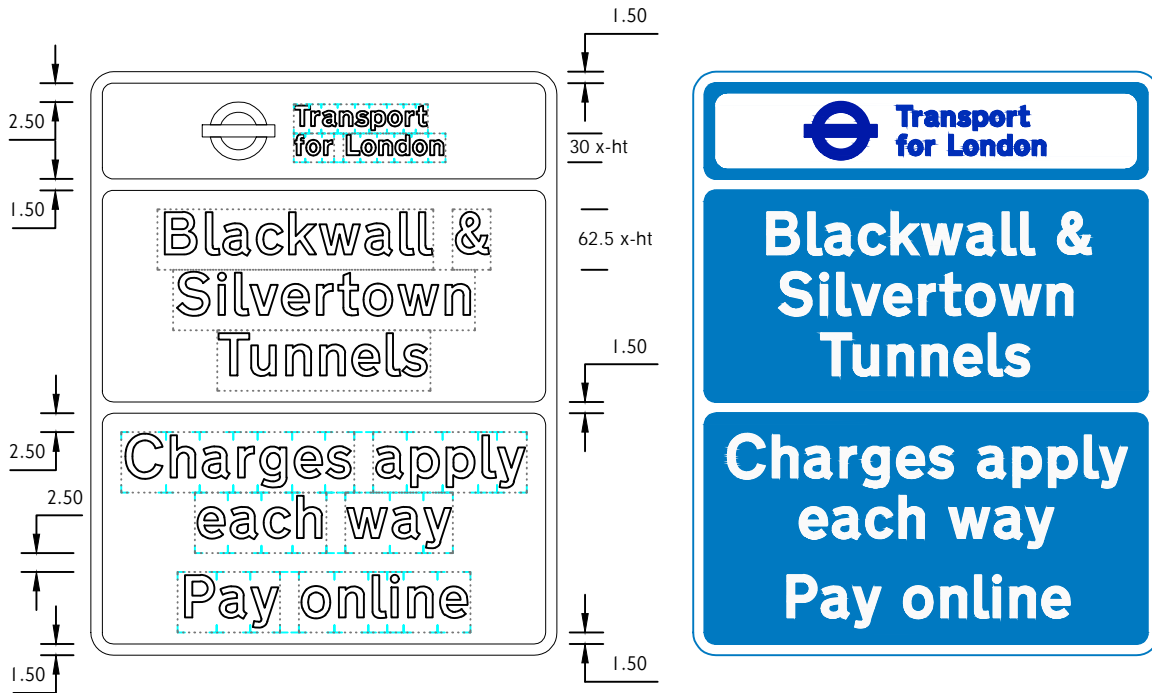 1.50
2.50
Transport
for London
30 x-ht
1.50
Blackwall &
62.5 x-ht
Silvertown
Tunnels
1.50
2.50
Charges apply
each way
2.50
Pay online
1.50
1.50
Transport
for London
Blackwall &
Silvertown
Tunnels
Charges apply
each way
Pay online